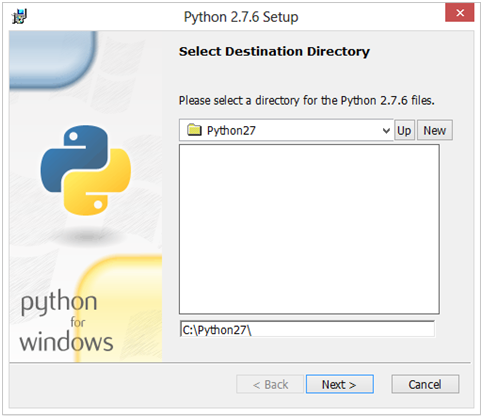 Python 2.7.6 Setup
Select Destination Directory
Please select a directory for the Python 2.7.6 files.
Python27
Up
New
C:\Python27\
python
for
windows
< Back
Next >
Cancel